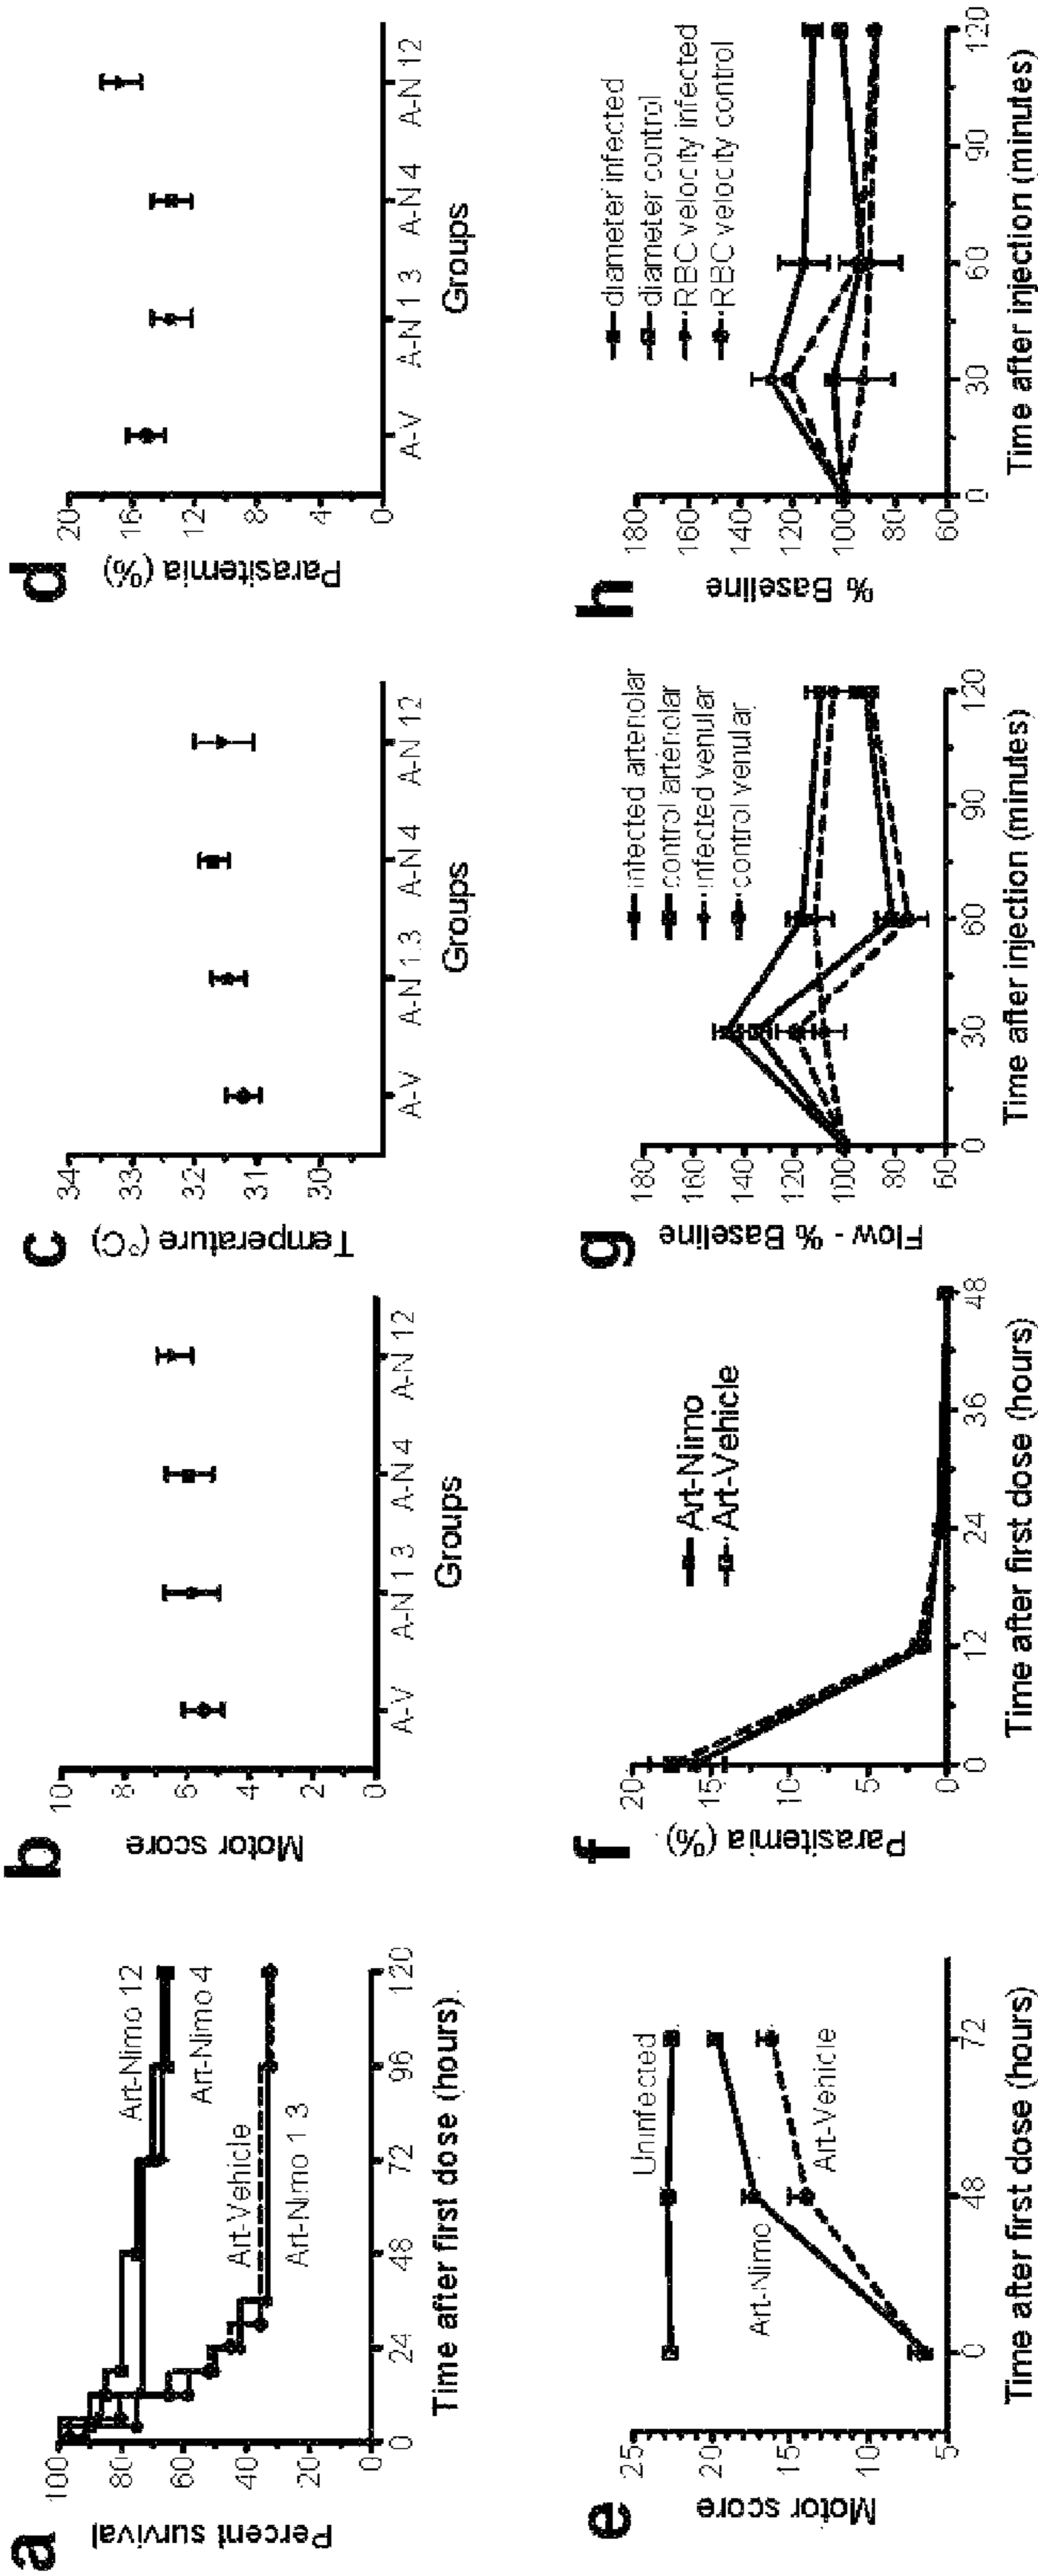 a
Percent survival
100
80
60
40
20
0
Art-Nimo 12
Art-Nimo 4
Art-Vehicle
Art-Nimo 1 3
0 24 48 72 96 120
Time after first dose (hours)
b
Motor score
10
8
6
4
2
0
A-V A-N 1 3 A-N 4 A-N 12
Groups
c
Temperature (°C)
34
33
32
31
30
A-V A-N 1.3 A-N 4 A-N 12
Groups
d
Parasitemia (%)
20
16
12
8
4
0
A-V A-N 1 3 A-N 4 A-N 12
Groups
e
Motor score
25
20
15
10
5
Uninfected
Art-Nimo
Art-Vehicle
0 48 72
Time after first dose (hours)
f
Parasitemia (%)
20
15
10
5
0
Art-Nimo
Art-Vehicle
0 12 24 36 48
Time after first dose (hours)
g
Flow - % Baseline
180
160
140
120
100
80
60
infected arteriolar
control arteriolar
infected venular
control venular
0 30 60 90 120
Time after injection (minutes)
h
% Baseline
180
160
140
120
100
80
60
diameter infected
diameter control
RBC velocity infected
RBC velocity control
0 30 60 90 120
Time after injection (minutes)